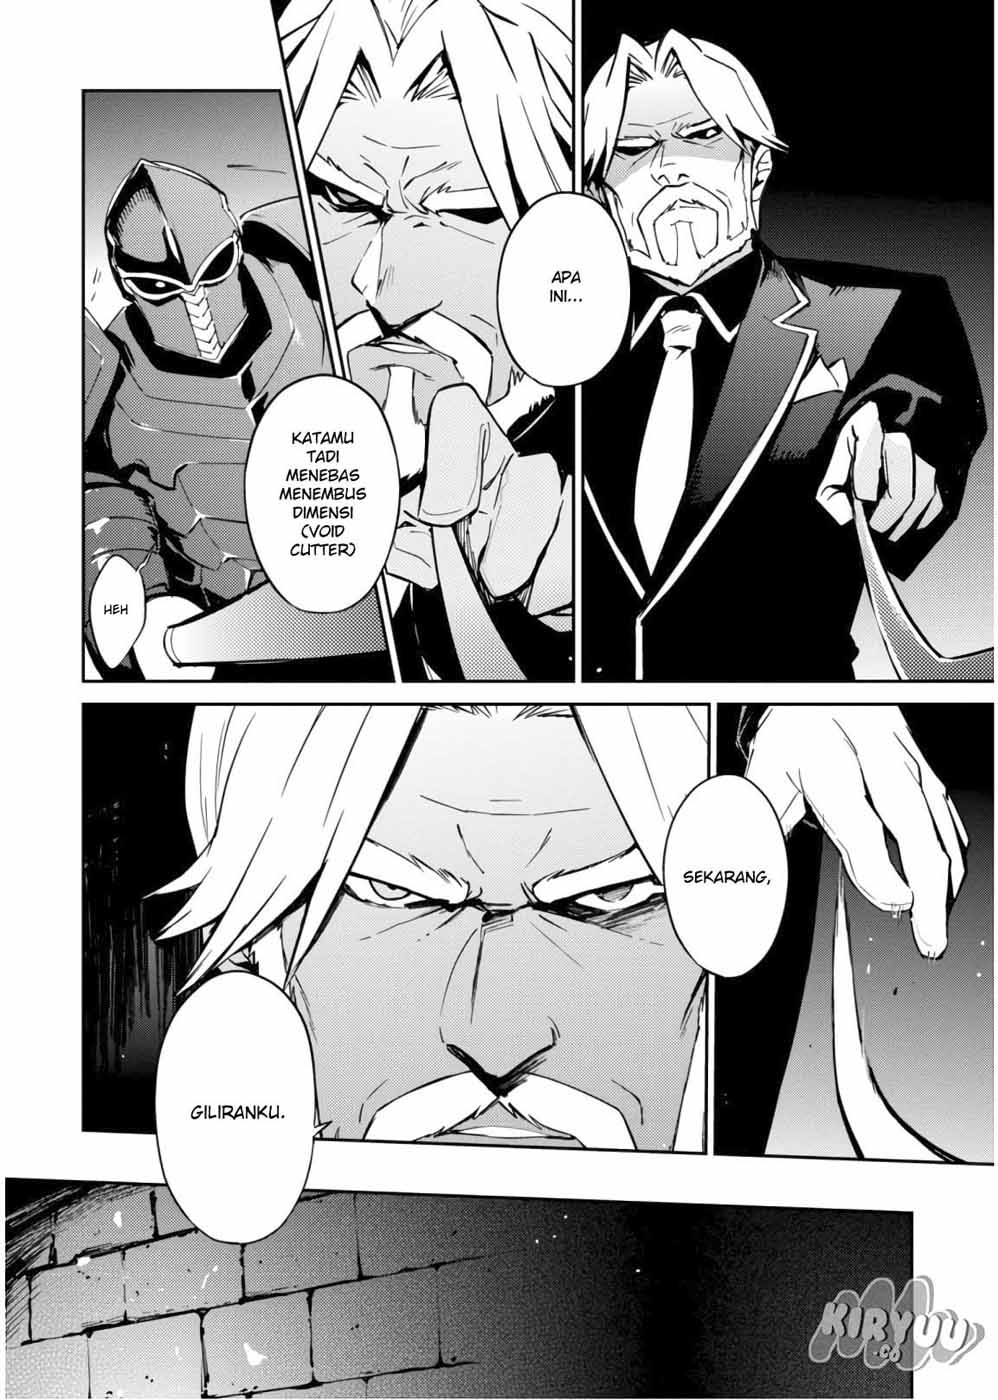 APA
INI...
KATAMU
TADI
MENEBAS
MENEMBUS
DIMENSI
(VOID
CUTTER)
HEH
SEKARANG,
GILIRANKU.
KIRYUU
.CO